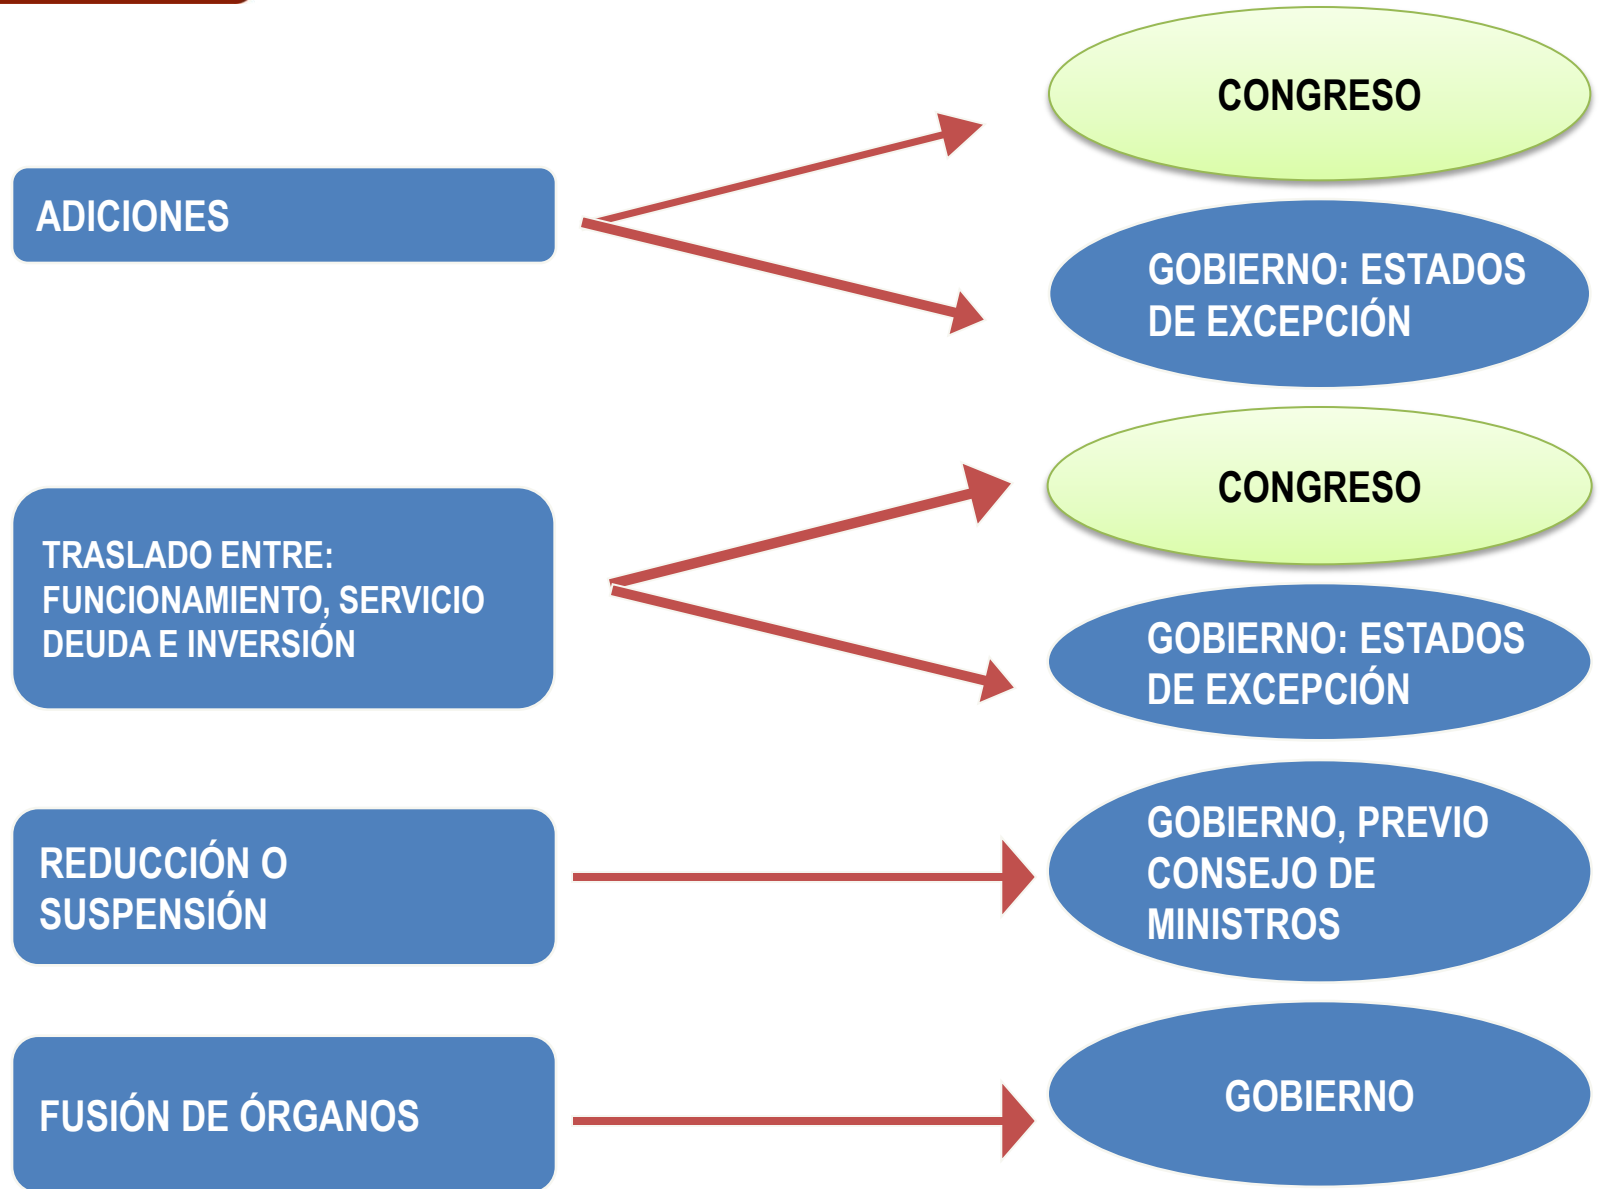 CONGRESO
ADICIONES
GOBIERNO: ESTADOS
DE EXCEPCIÓN
CONGRESO
TRASLADO ENTRE:
FUNCIONAMIENTO, SERVICIO
DEUDA E INVERSIÓN
GOBIERNO: ESTADOS
DE EXCEPCIÓN
REDUCCIÓN O
SUSPENSIÓN
GOBIERNO, PREVIO
CONSEJO DE
MINISTROS
FUSIÓN DE ÓRGANOS
GOBIERNO